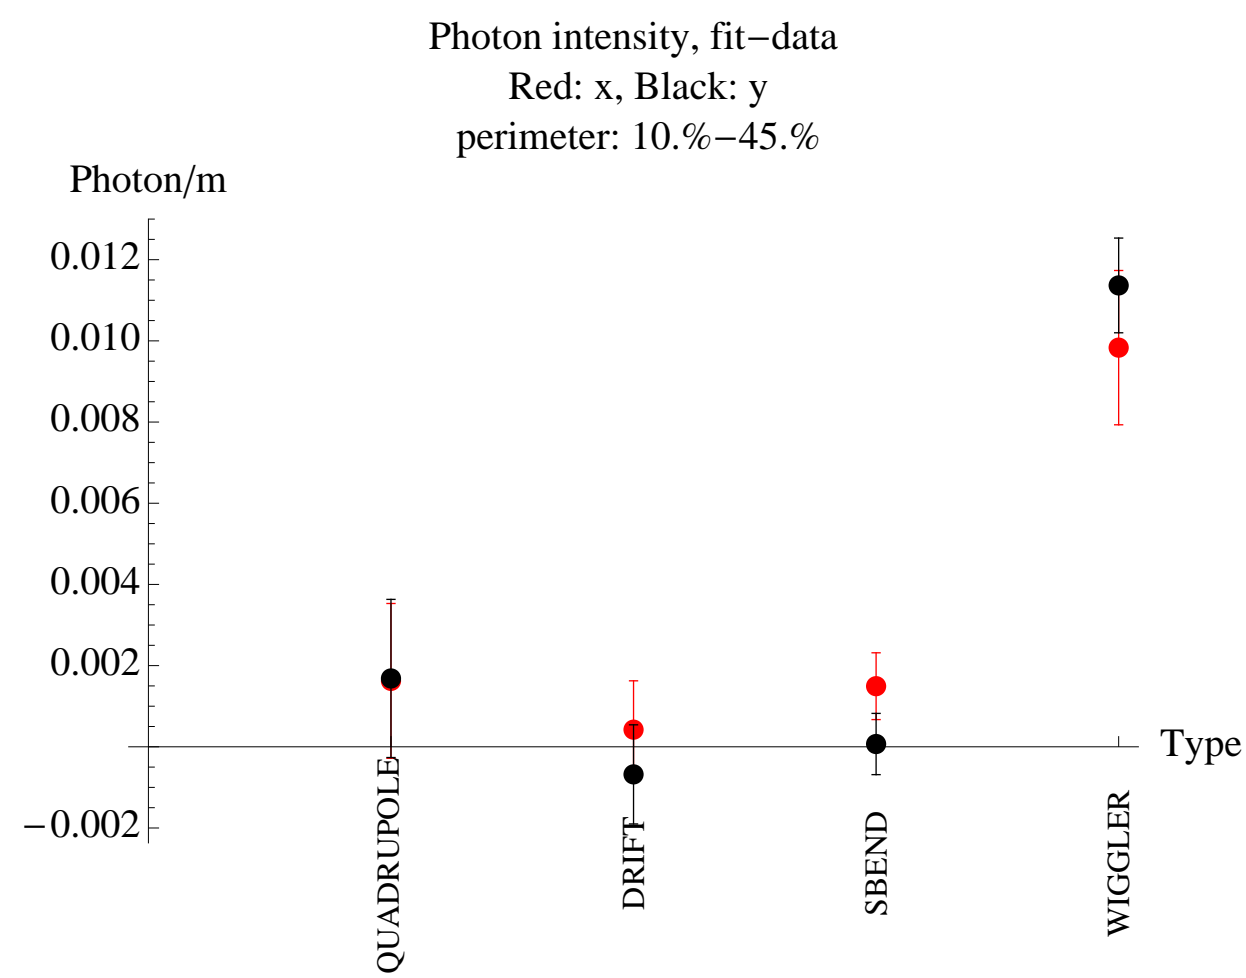 Photon intensity, fit−data
Red: x, Black: y
perimeter: 10.%−45.%
Photon/m
0.012
0.010
0.008
0.006
0.004
0.002
−0.002
Type
QUADRUPOLE
DRIFT
SBEND
WIGGLER